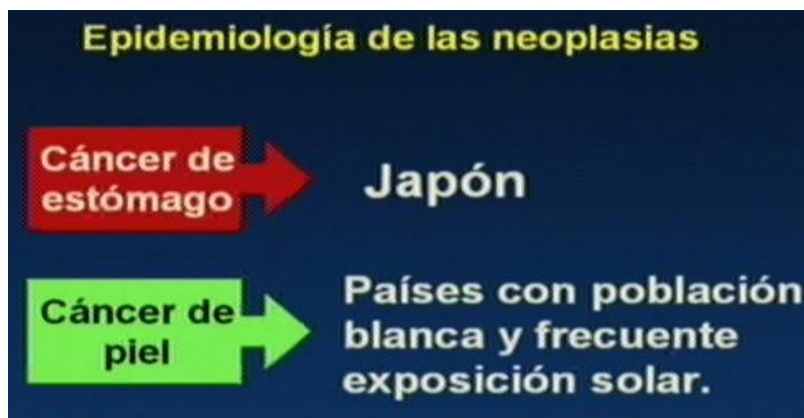 Epidemiología de las neoplasias
Cáncer de
estómago
Japón
Cáncer de
piel
Países con población
blanca y frecuente
exposición solar.